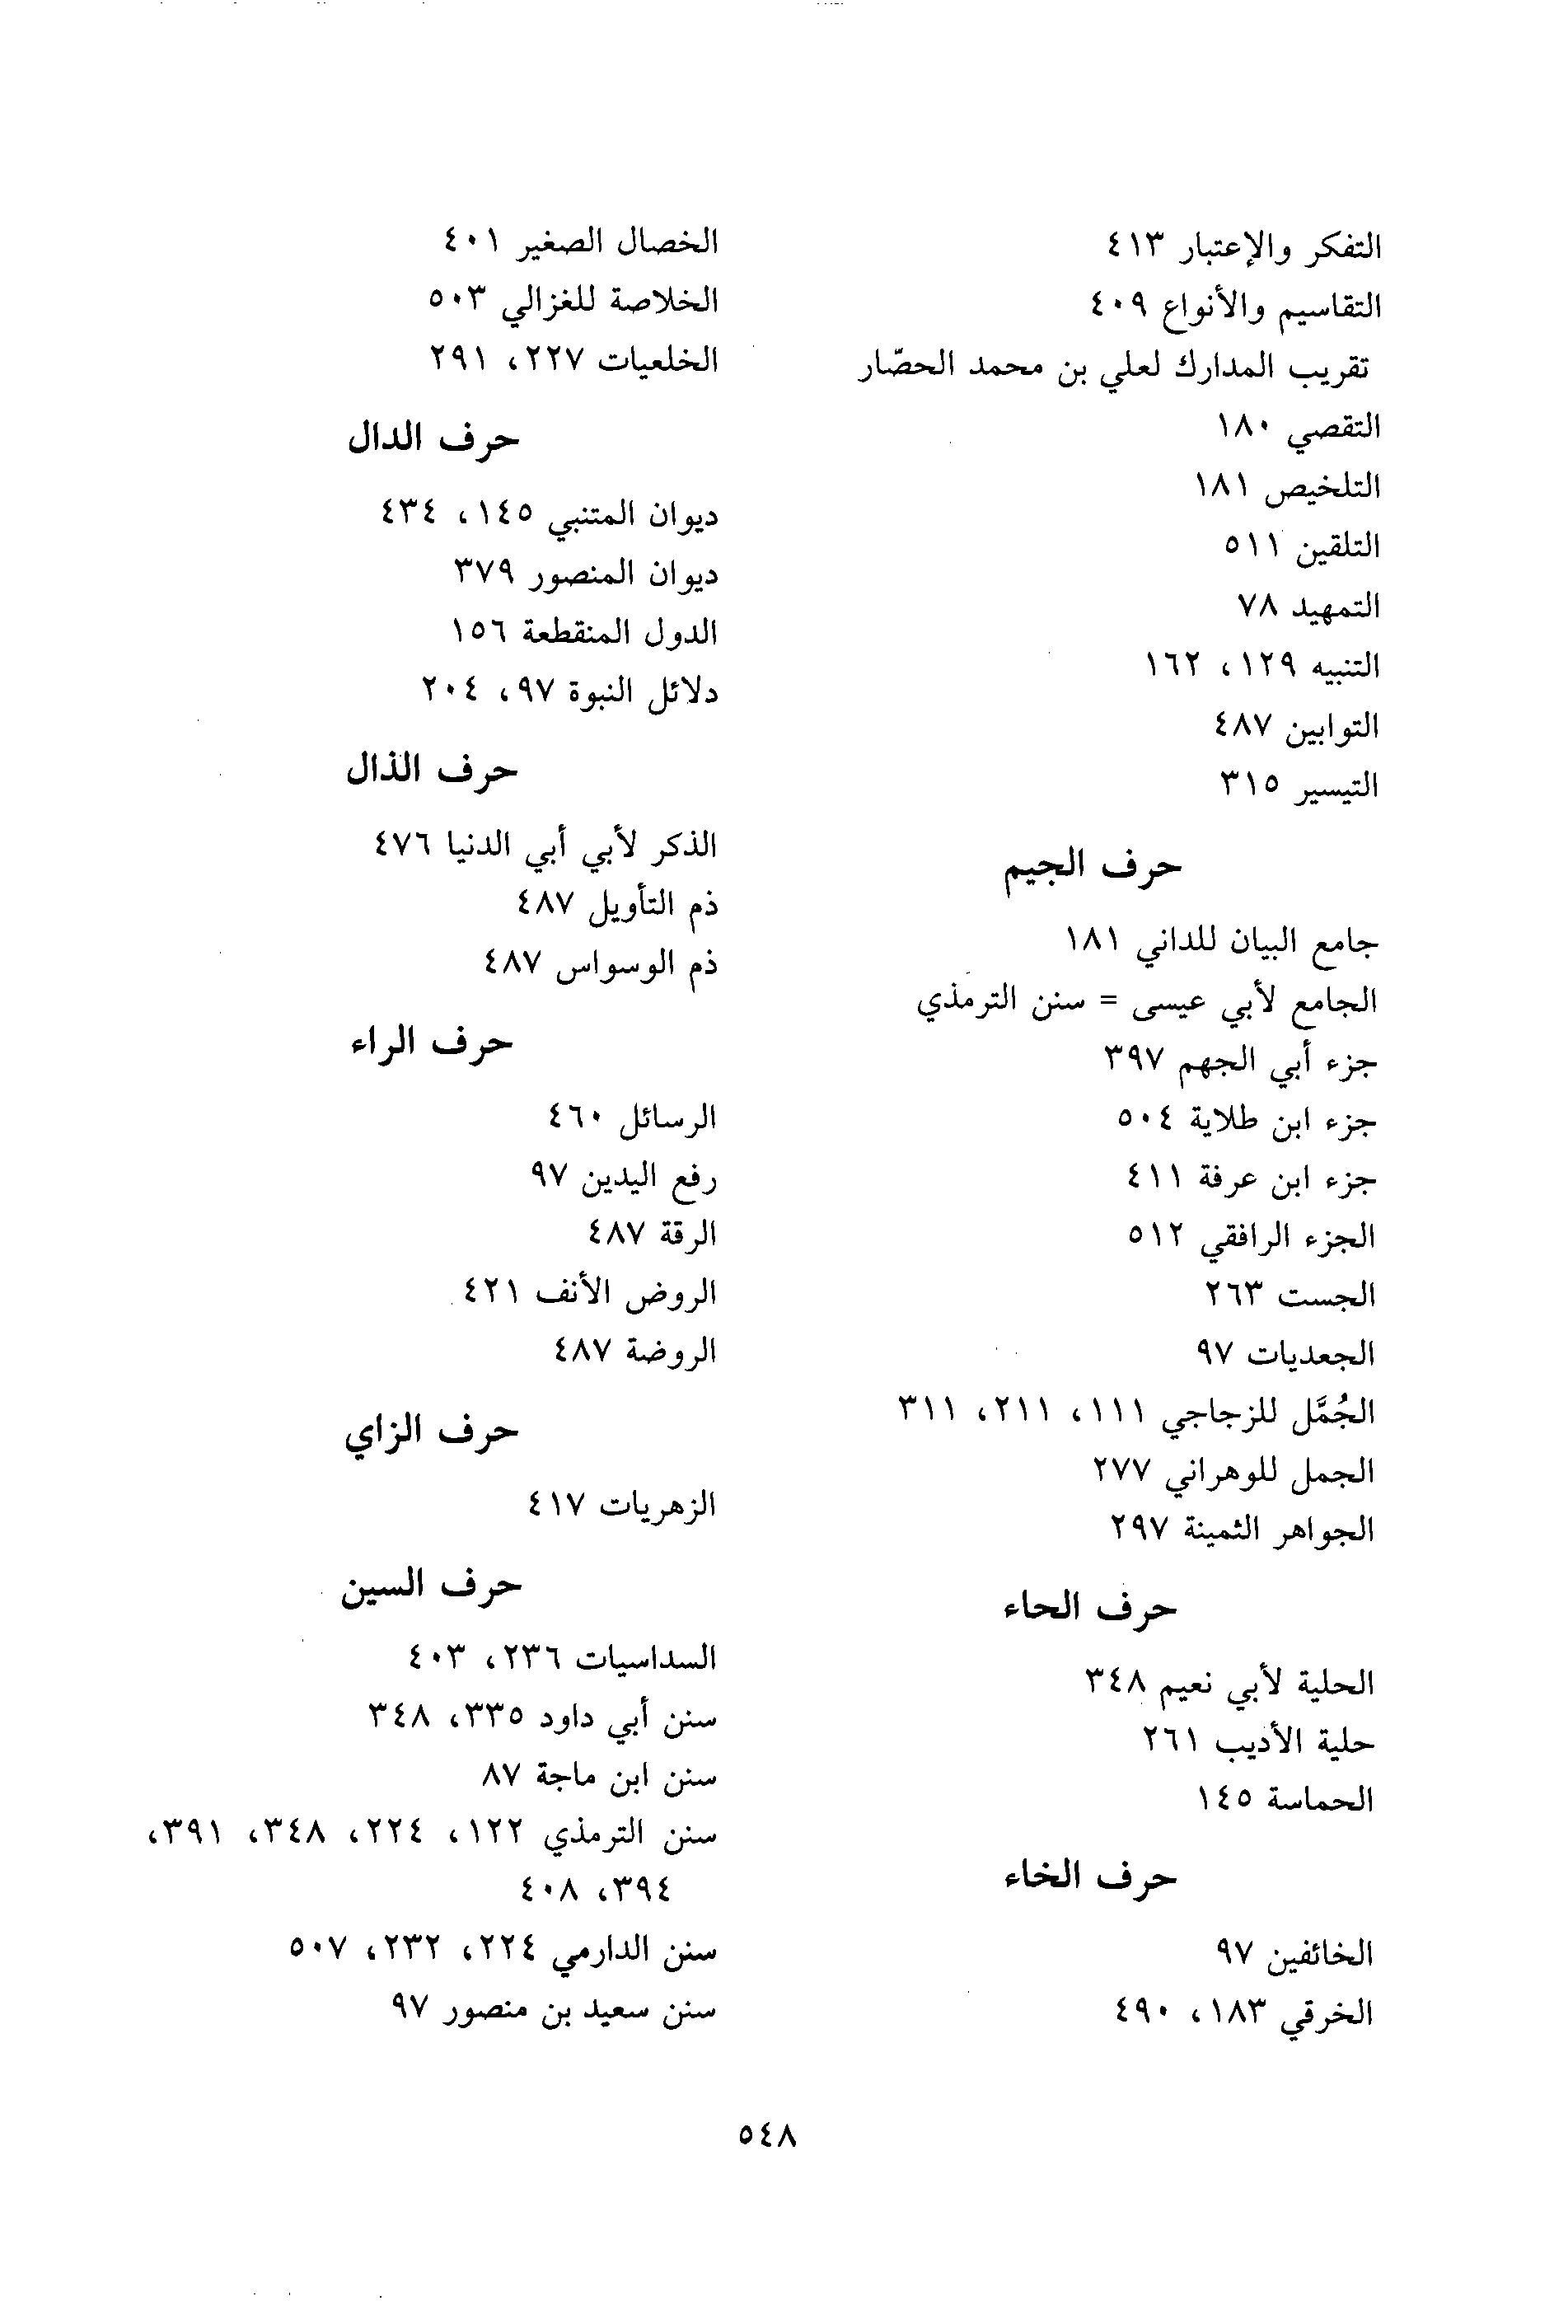 التفكر والإعتبار ٤١٣
التقاسيم والأنواع ٤٠٩
تقريب المدارك لعلي بن محمد الحصّار
التقصي ١٨٠
التلخيص ١٨١
التلقين ٥١١
التمهيد ٧٨
التنبيه ١٢٩، ١٦٢
التوابين ٤٨٧
التيسير ٣١٥
حرف الجيم
جامع البيان للداني ١٨١
الجامع لأبي عيسى = سنن الترمذي
جزء أبي الجهم ٣٩٧
جزء ابن طلاية ٥٠٤
جزء ابن عرفة ٤١١
الجزء الرافقي ٥١٢
الجست ٢٦٣
الجعديات ٩٧
الجُمَّل للزجاجي ١١١، ٢١١، ٣١١
الجمل للوهراني ٢٧٧
الجواهر الثمينة ٢٩٧
حرف الحاء
الحلية لأبي نعيم ٣٤٨
حلية الأديب ٢٦١
الحماسة ١٤٥
حرف الخاء
الخائفين ٩٧
الخرقي ١٨٣، ٤٩٠
الخصال الصغير ٤٠١
الخلاصة للغزالي ٥٠٣
الخلعيات ٢٢٧، ٢٩١
حرف الدال
ديوان المتنبي ١٤٥، ٤٣٤
ديوان المنصور ٣٧٩
الدول المنقطعة ١٥٦
دلائل النبوة ٩٧، ٢٠٤
حرف الذال
الذكر لأبي أبي الدنيا ٤٧٦
ذم التأويل ٤٨٧
ذم الوسواس ٤٨٧
حرف الراء
الرسائل ٤٦٠
رفع اليدين ٩٧
الرقة ٤٨٧
الروض الأنف ٤٢١
الروضة ٤٨٧
حرف الزاي
الزهريات ٤١٧
حرف السين
السداسيات ٢٣٦، ٤٠٣
سنن أبي داود ٣٣٥، ٣٤٨
سنن ابن ماجة ٨٧
سنن الترمذي ١٢٢، ٢٢٤، ٣٤٨، ٣٩١،
٣٩٤، ٤٠٨
سنن الدارمي ٢٢٤، ٢٣٢، ٥٠٧
سنن سعيد بن منصور ٩٧
٥٤٨